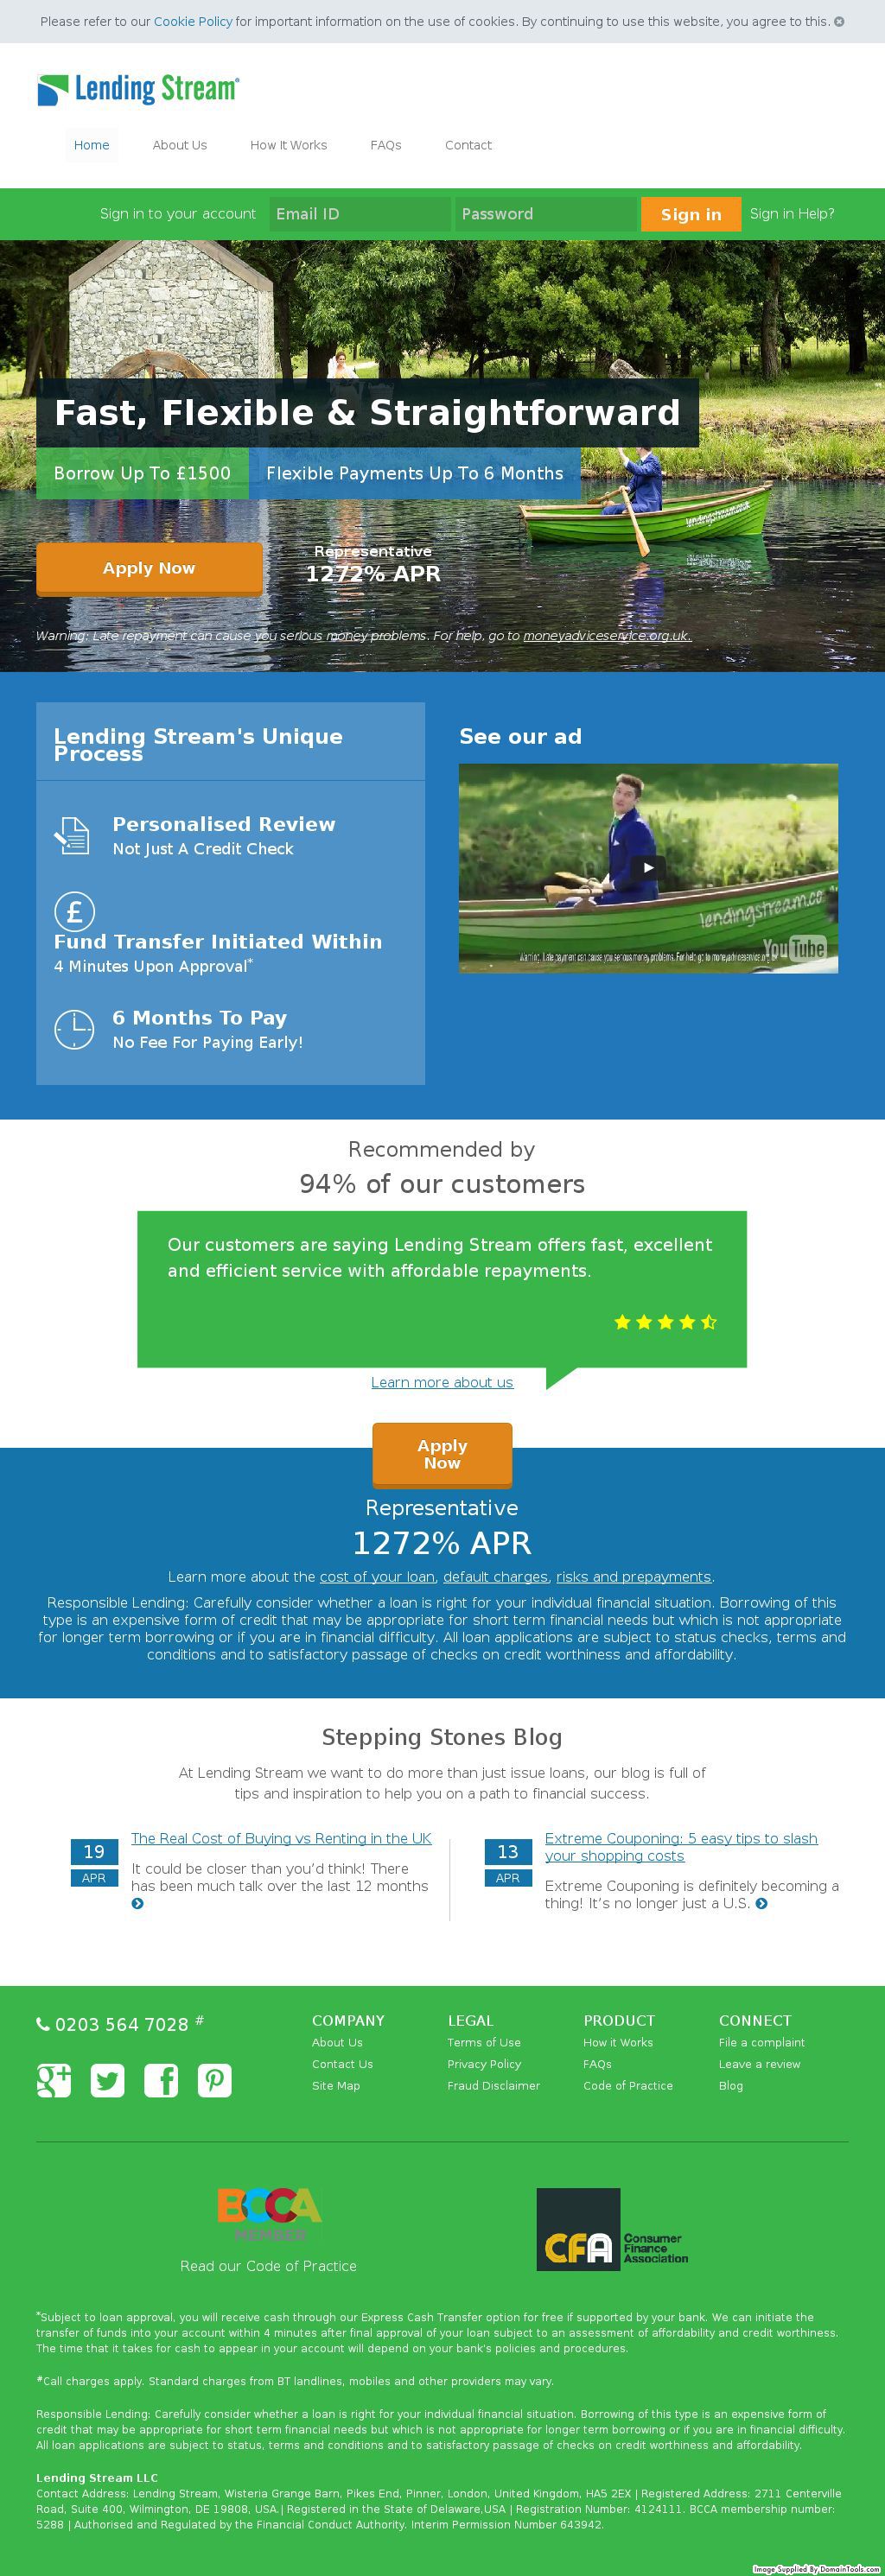 Please refer to our Cookie Policy for important information on the use of cookies. By continuing to use this website, you agree to this.
Lending Stream®
Home About Us How It Works FAQs Contact
Sign in to your account Email ID Password Sign in Sign in Help?
Fast, Flexible & Straightforward
Borrow Up To £1500 Flexible Payments Up To 6 Months
Apply Now
Representative
1272% APR
Warning: Late repayment can cause you serious money problems. For help, go to moneyadviceservice.org.uk.
Lending Stream's Unique
Process
Personalised Review
Not Just A Credit Check
£
Fund Transfer Initiated Within
4 Minutes Upon Approval*
6 Months To Pay
No Fee For Paying Early!
See our ad
lendingstream.co
YouTube
Warning: Late payment can cause you serious money problems. For help go to moneyadviceservice.org
Recommended by
94% of our customers
Our customers are saying Lending Stream offers fast, excellent
and efficient service with affordable repayments.
Learn more about us
Apply
Now
Representative
1272% APR
Learn more about the cost of your loan, default charges, risks and prepayments.
Responsible Lending: Carefully consider whether a loan is right for your individual financial situation. Borrowing of this
type is an expensive form of credit that may be appropriate for short term financial needs but which is not appropriate
for longer term borrowing or if you are in financial difficulty. All loan applications are subject to status checks, terms and
conditions and to satisfactory passage of checks on credit worthiness and affordability.
Stepping Stones Blog
At Lending Stream we want to do more than just issue loans, our blog is full of
tips and inspiration to help you on a path to financial success.
19
APR
The Real Cost of Buying vs Renting in the UK
It could be closer than you’d think! There
has been much talk over the last 12 months
13
APR
Extreme Couponing: 5 easy tips to slash
your shopping costs
Extreme Couponing is definitely becoming a
thing! It’s no longer just a U.S.
0203 564 7028 #
COMPANY
About Us
Contact Us
Site Map
LEGAL
Terms of Use
Privacy Policy
Fraud Disclaimer
PRODUCT
How it Works
FAQs
Code of Practice
CONNECT
File a complaint
Leave a review
Blog
BCCA
MEMBER
Read our Code of Practice
CFA Consumer
Finance
Association
*Subject to loan approval, you will receive cash through our Express Cash Transfer option for free if supported by your bank. We can initiate the
transfer of funds into your account within 4 minutes after final approval of your loan subject to an assessment of affordability and credit worthiness.
The time that it takes for cash to appear in your account will depend on your bank's policies and procedures.
#Call charges apply. Standard charges from BT landlines, mobiles and other providers may vary.
Responsible Lending: Carefully consider whether a loan is right for your individual financial situation. Borrowing of this type is an expensive form of
credit that may be appropriate for short term financial needs but which is not appropriate for longer term borrowing or if you are in financial difficulty.
All loan applications are subject to status, terms and conditions and to satisfactory passage of checks on credit worthiness and affordability.
Lending Stream LLC
Contact Address: Lending Stream, Wisteria Grange Barn, Pikes End, Pinner, London, United Kingdom, HA5 2EX | Registered Address: 2711 Centerville
Road, Suite 400, Wilmington, DE 19808, USA.| Registered in the State of Delaware,USA | Registration Number: 4124111. BCCA membership number:
5288 | Authorised and Regulated by the Financial Conduct Authority. Interim Permission Number 643942.
Image Supplied By DomainTools.com